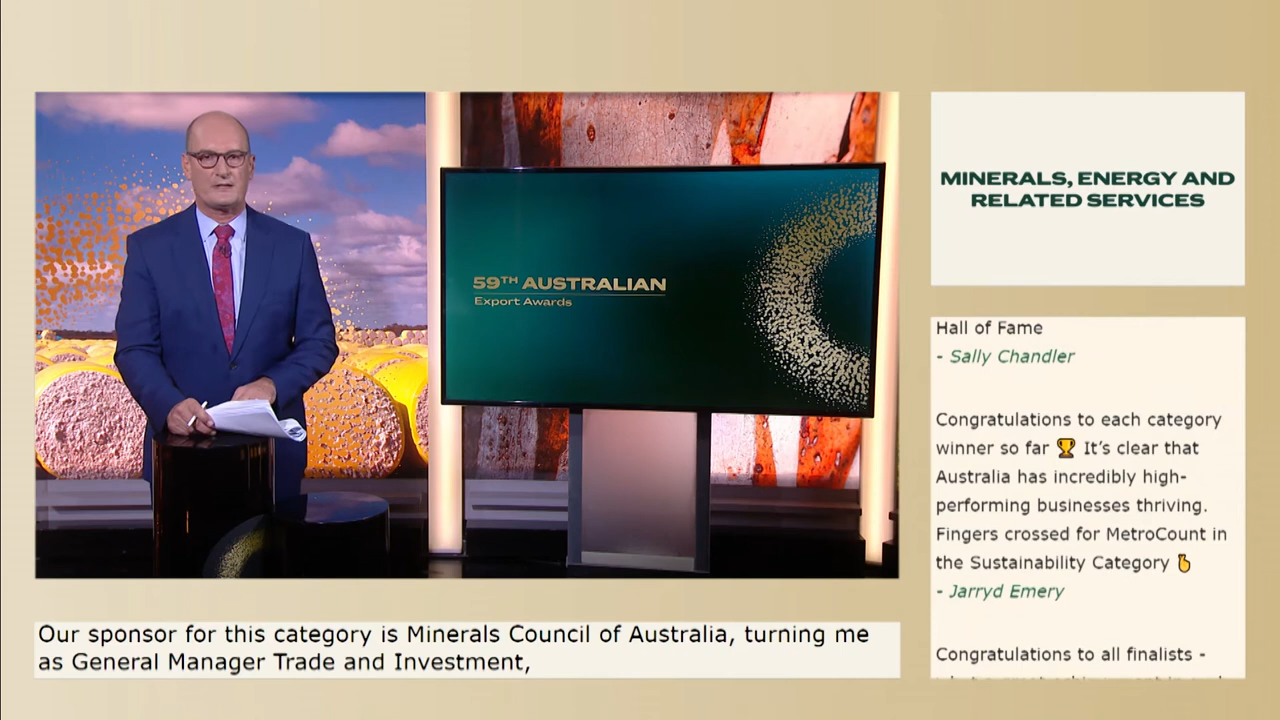 59TH AUSTRALIAN
Export Awards
MINERALS, ENERGY AND
RELATED SERVICES
Hall of Fame
- Sally Chandler
Congratulations to each category
winner so far 🏆 It’s clear that
Australia has incredibly high-
performing businesses thriving.
Fingers crossed for MetroCount in
the Sustainability Category 🫰
- Jarryd Emery
Congratulations to all finalists -
Our sponsor for this category is Minerals Council of Australia, turning me
as General Manager Trade and Investment,